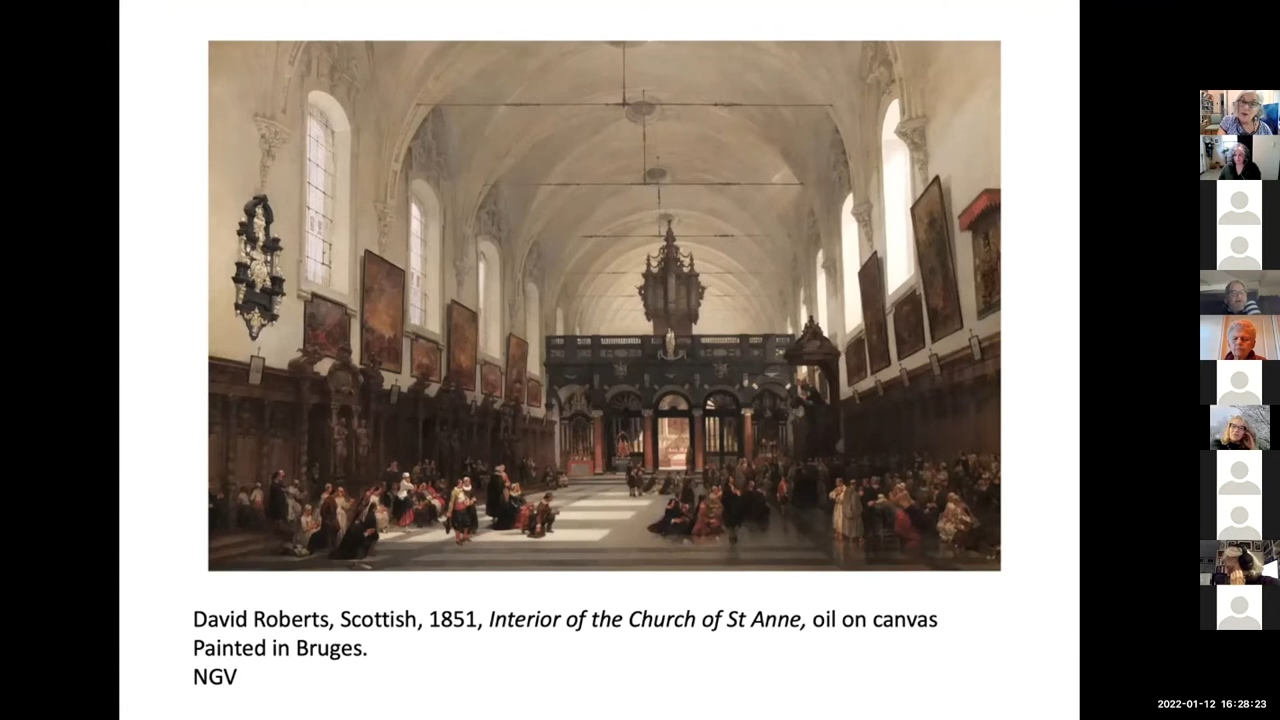 David Roberts, Scottish, 1851, Interior of the Church of St Anne, oil on canvas
Painted in Bruges.
NGV
2022-01-12 16:28:23